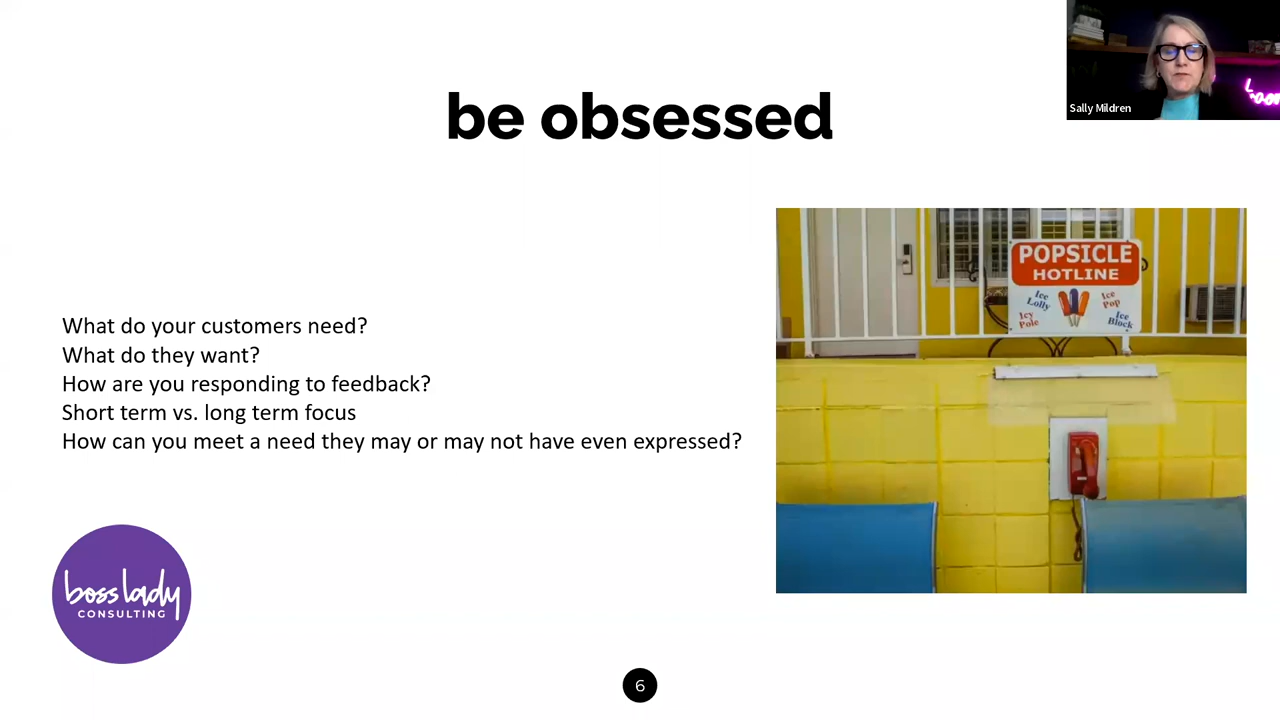 be obsessed
Sally Mildren
What do your customers need?
What do they want?
How are you responding to feedback?
Short term vs. long term focus
How can you meet a need they may or may not have even expressed?
POPSICLE
HOTLINE
Ice
Lolly
Ice
Pop
Icy
Pole
Ice
Block
boss lady
CONSULTING
6